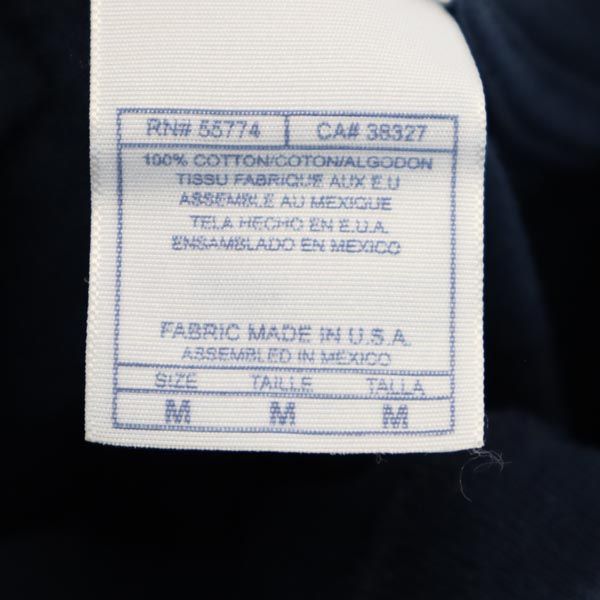 RN# 55774 CA# 38327
100% COTTON/COTON/ALGODON
TISSU FABRIQUE AUX E.U
ASSEMBLE AU MEXIQUE
TELA HECHO EN E.U.A.
ENSAMBLADO EN MEXICO
FABRIC MADE IN U.S.A.
ASSEMBLED IN MEXICO
SIZE TAILLE TALLA
M M M